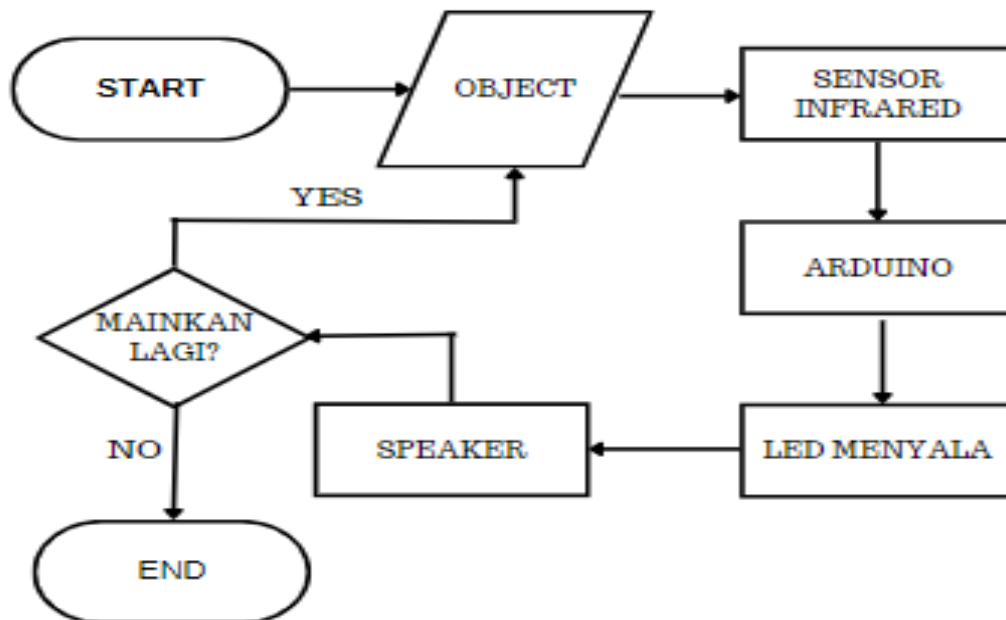 START
OBJECT
SENSOR
INFRARED
ARDUINO
LED MENYALA
SPEAKER
MAINKAN
LAGI?
YES
NO
END